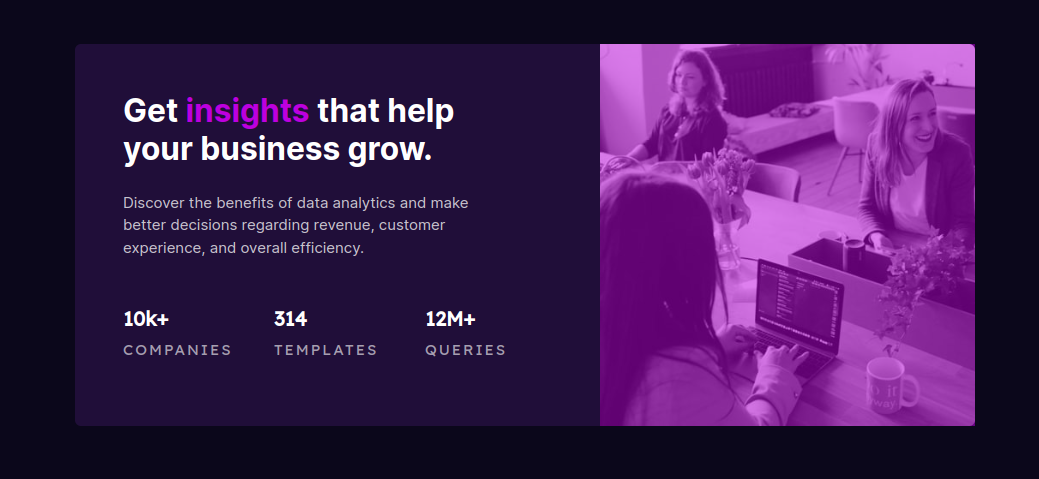 Get insights that help
your business grow.
Discover the benefits of data analytics and make
better decisions regarding revenue, customer
experience, and overall efficiency.
10k+ 314 12M+
COMPANIES TEMPLATES QUERIES